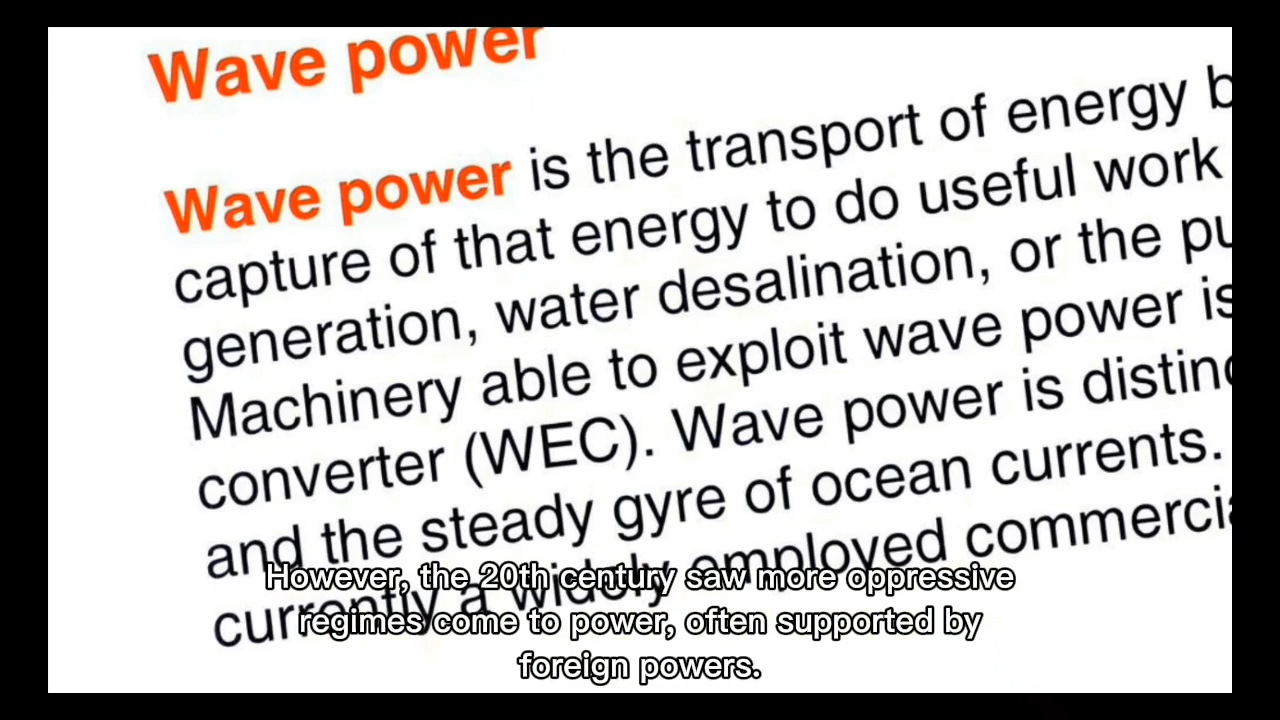 Wave power
Wave power is the transport of energy b
capture of that energy to do useful work
generation, water desalination, or the pu
Machinery able to exploit wave power is
converter (WEC). Wave power is distinc
and the steady gyre of ocean currents.
currently a widely employed commercia
However, the 20th century saw more oppressive
regimes come to power, often supported by
foreign powers.